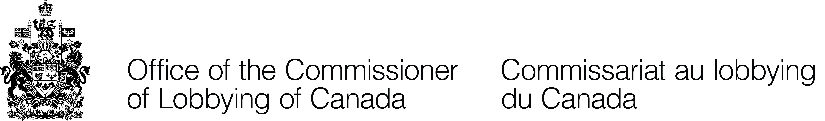 Office of the Commissioner
of Lobbying of Canada
Commissariat au lobbying
du Canada